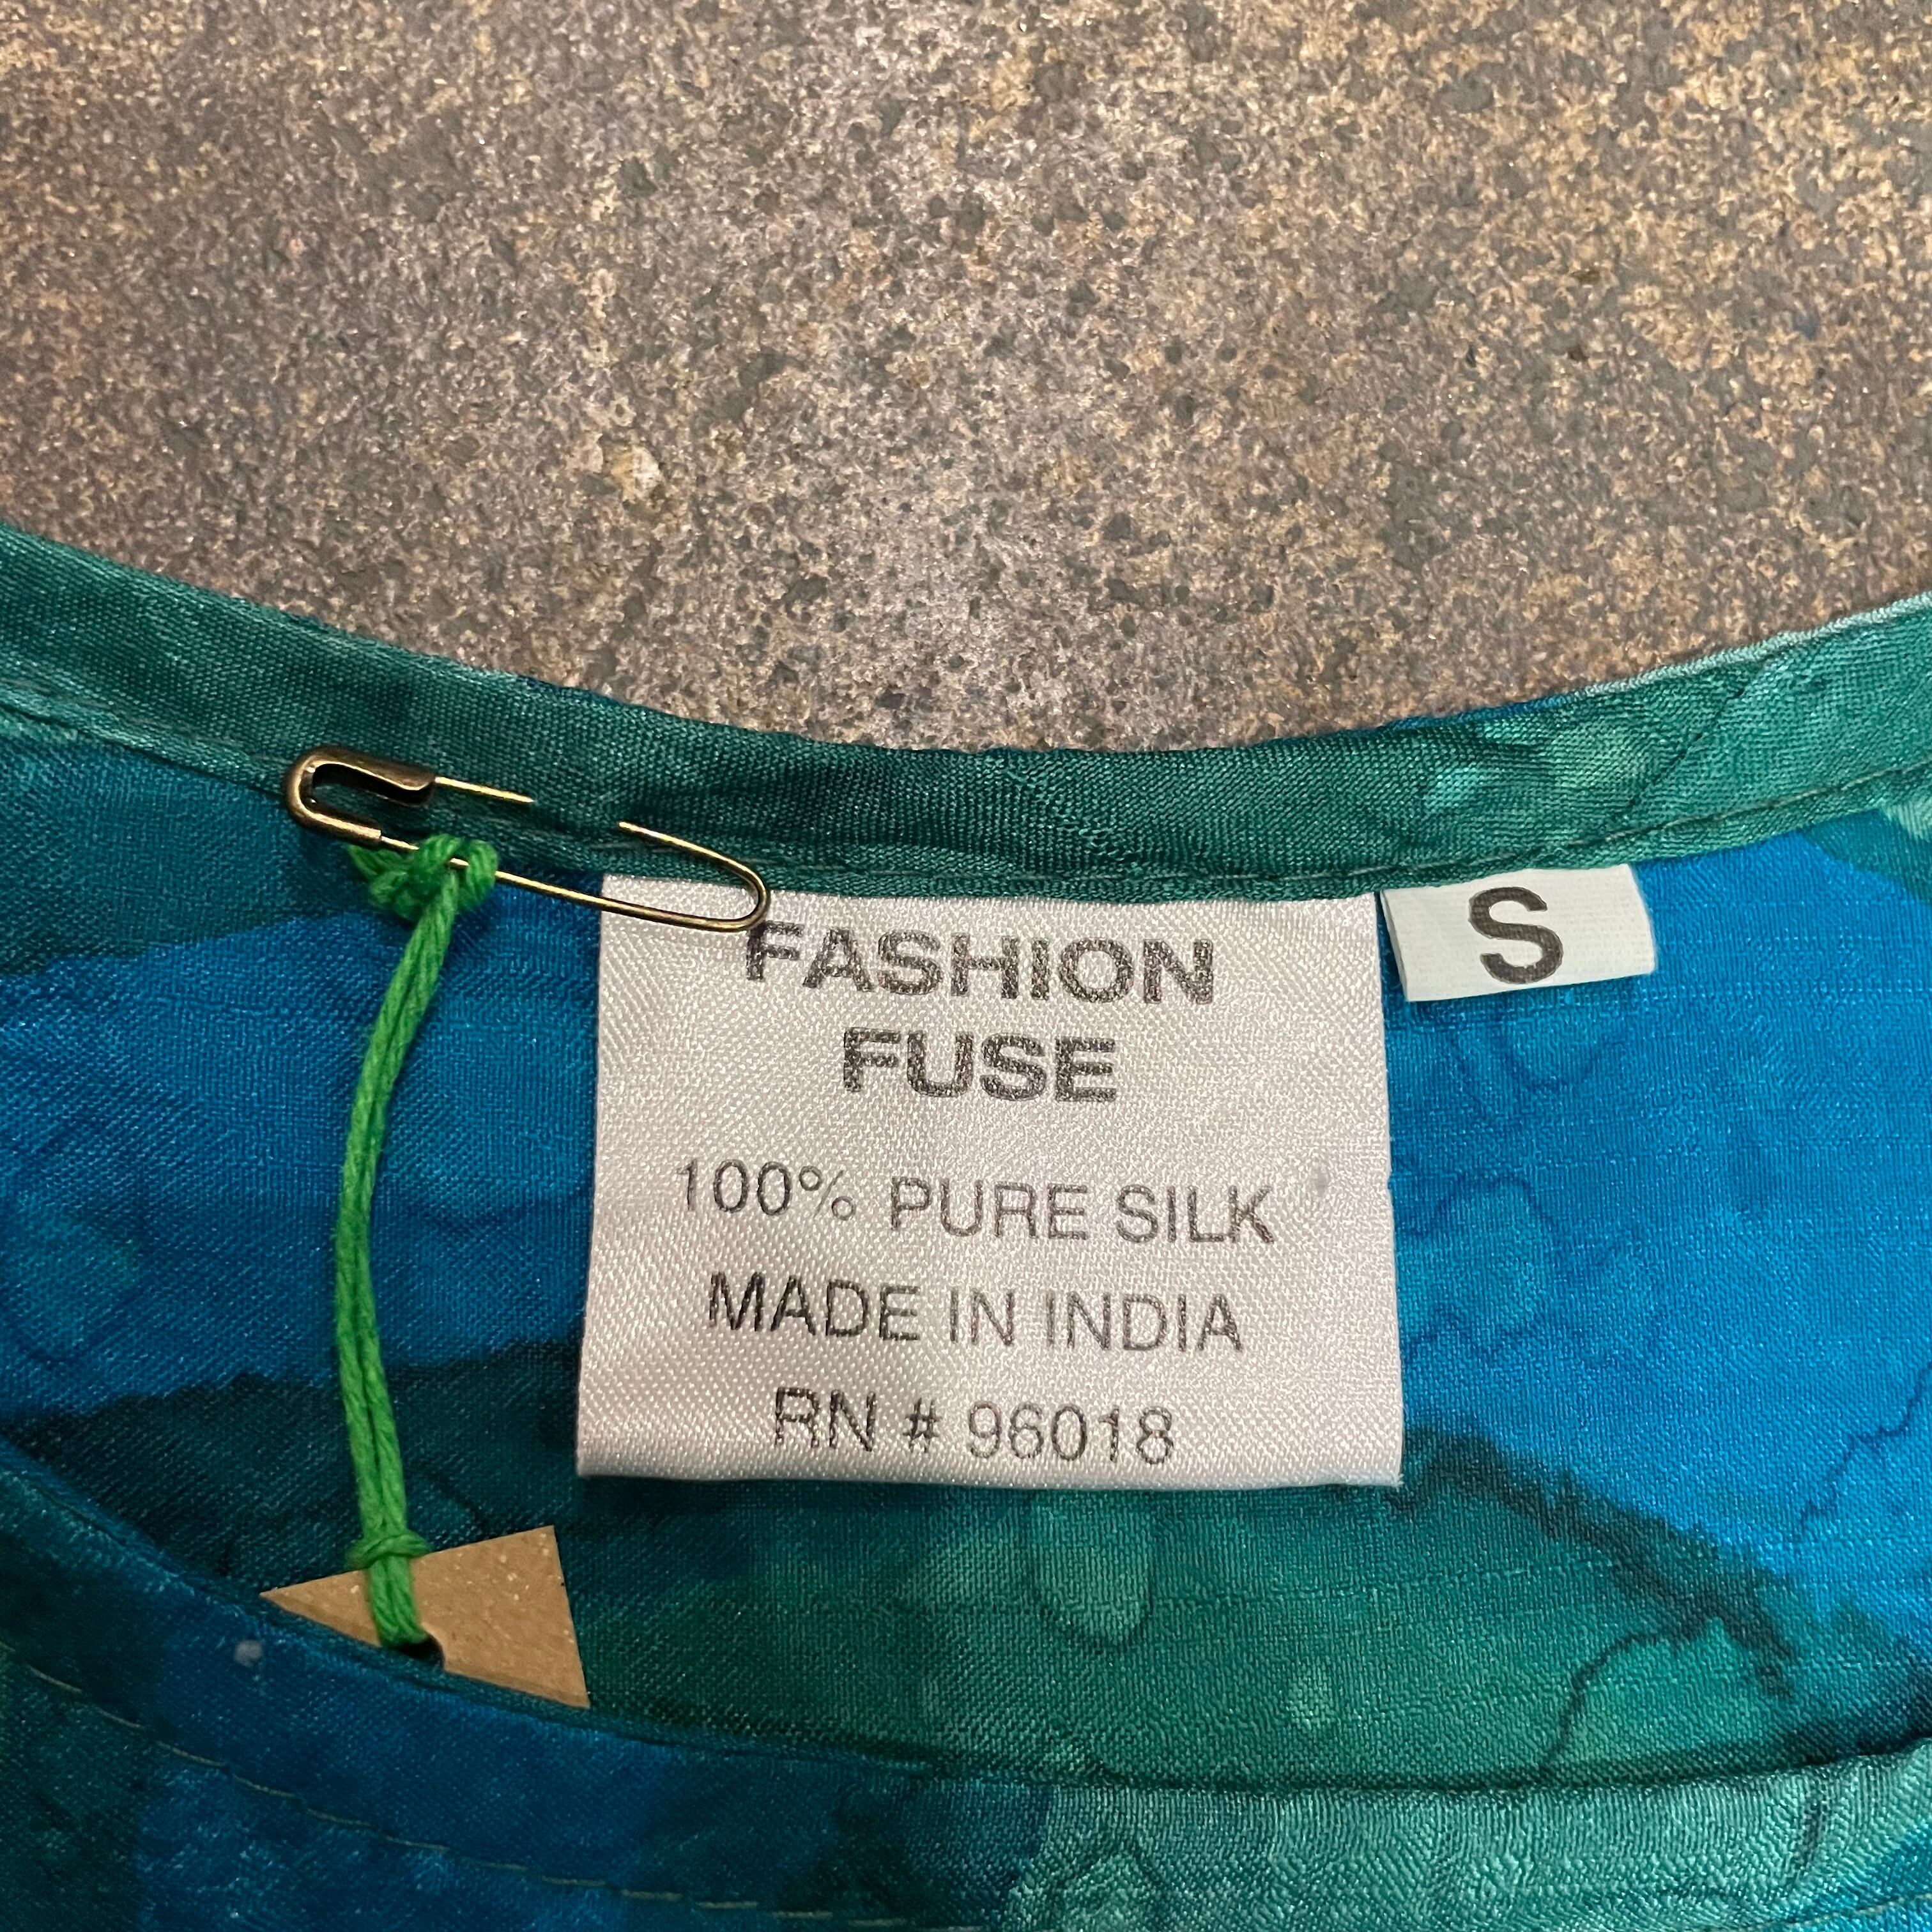 FASHION
FUSE
100% PURE SILK
MADE IN INDIA
RN # 96018
S